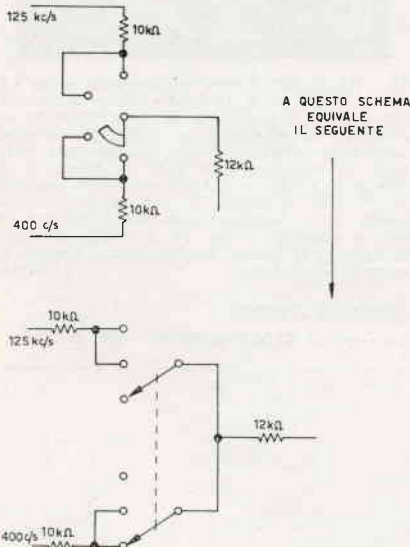 125 kc/s
10kΩ
A QUESTO SCHEMA
EQUIVALE
IL SEGUENTE
12kΩ
10kΩ
400 c/s
10kΩ
125 kc/s
12kΩ
400c/s 10kΩ